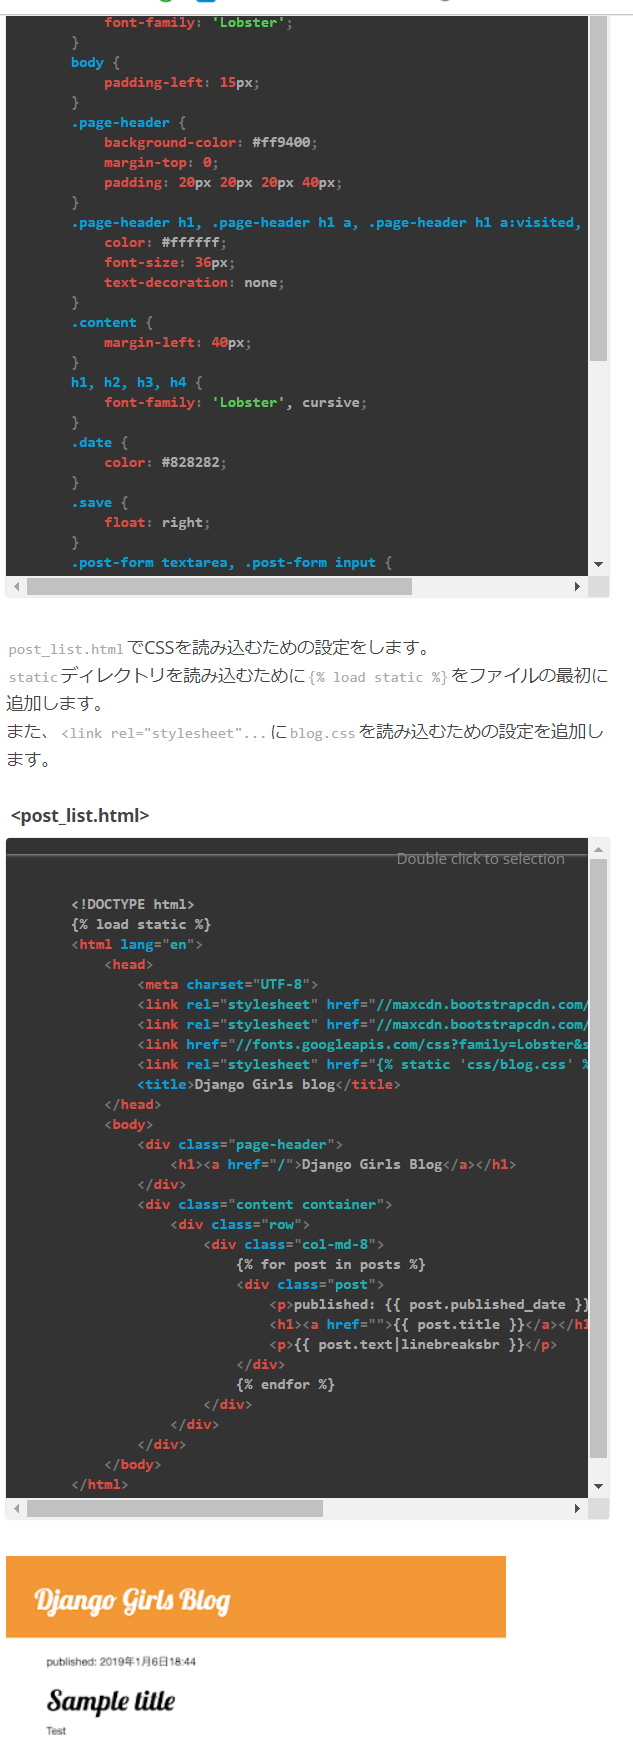 font-family: 'Lobster';
}
body {
padding-left: 15px;
}
.page-header {
background-color: #ff9400;
margin-top: 0;
padding: 20px 20px 20px 40px;
}
.page-header h1, .page-header h1 a, .page-header h1 a:visited,
color: #ffffff;
font-size: 36px;
text-decoration: none;
}
.content {
margin-left: 40px;
}
h1, h2, h3, h4 {
font-family: 'Lobster', cursive;
}
.date {
color: #828282;
}
.save {
float: right;
}
.post-form textarea, .post-form input {
post_list.htmlでCSSを読み込むための設定をします。
staticディレクトリを読み込むために{% load static %}をファイルの最初に
追加します。
また、<link rel="stylesheet"...にblog.cssを読み込むための設定を追加し
ます。
<post_list.html>
Double click to selection
<!DOCTYPE html>
{% load static %}
<html lang="en">
<head>
<meta charset="UTF-8">
<link rel="stylesheet" href="//maxcdn.bootstrapcdn.com/
<link rel="stylesheet" href="//maxcdn.bootstrapcdn.com/
<link href="//fonts.googleapis.com/css?family=Lobster&s
<link rel="stylesheet" href="{% static 'css/blog.css' %
<title>Django Girls blog</title>
</head>
<body>
<div class="page-header">
<h1><a href="/">Django Girls Blog</a></h1>
</div>
<div class="content container">
<div class="row">
<div class="col-md-8">
{% for post in posts %}
<div class="post">
<p>published: {{ post.published_date }}
<h1><a href="">{{ post.title }}</a></h1
<p>{{ post.text|linebreaksbr }}</p>
</div>
{% endfor %}
</div>
</div>
</div>
</body>
</html>
Django Girls Blog
published: 2019年1月6日18:44
Sample title
Test